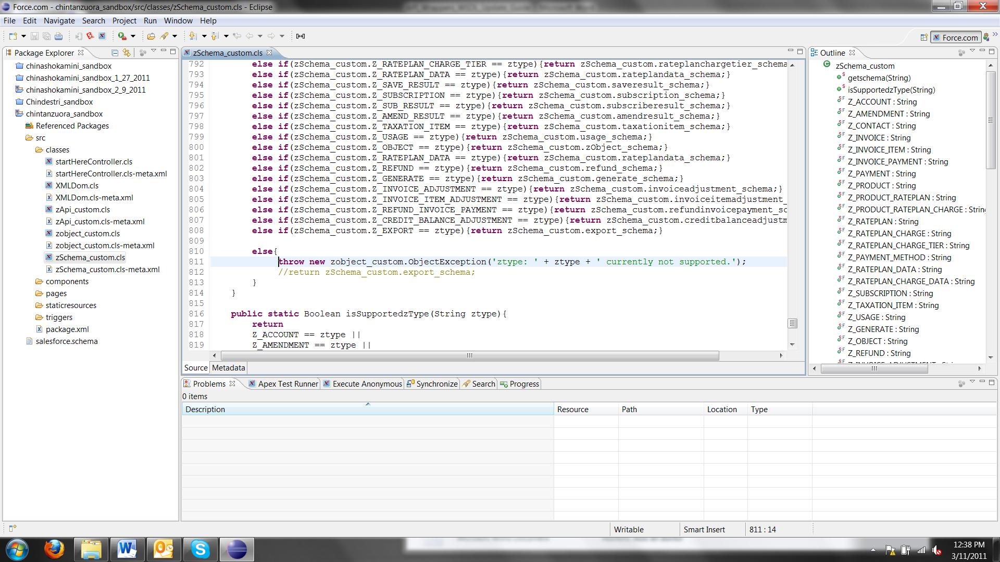 Force.com - chintanzuora_sandbox/src/classes/zSchema_custom.cls - Eclipse
File Edit Navigate Search Project Run Window Help
Force.com
Package Explorer
chinashokamini_sandbox
chinashokamini_sandbox_1_27_2011
chinashokamini_sandbox_2_9_2011
Chindestri_sandbox
chintanzuora_sandbox
Referenced Packages
src
classes
startHereController.cls
startHereController.cls-meta.xml
XMLDom.cls
XMLDom.cls-meta.xml
zApi_custom.cls
zApi_custom.cls-meta.xml
zobject_custom.cls
zobject_custom.cls-meta.xml
zSchema_custom.cls
zSchema_custom.cls-meta.xml
components
pages
staticresources
triggers
package.xml
salesforce.schema
zSchema_custom.cls
792 else if(zSchema_custom.Z_RATEPLAN_CHARGE_TIER == ztype){return zSchema_custom.rateplanchargetier_schema
793 else if(zSchema_custom.Z_RATEPLAN_DATA == ztype){return zSchema_custom.rateplandata_schema;}
794 else if(zSchema_custom.Z_SAVE_RESULT == ztype){return zSchema_custom.saveresult_schema;}
795 else if(zSchema_custom.Z_SUBSCRIPTION == ztype){return zSchema_custom.subscription_schema;}
796 else if(zSchema_custom.Z_SUB_RESULT == ztype){return zSchema_custom.subscriberesult_schema;}
797 else if(zSchema_custom.Z_AMEND_RESULT == ztype){return zSchema_custom.amendresult_schema;}
798 else if(zSchema_custom.Z_TAXATION_ITEM == ztype){return zSchema_custom.taxationitem_schema;}
799 else if(zSchema_custom.Z_USAGE == ztype){return zSchema_custom.usage_schema;}
800 else if(zSchema_custom.Z_OBJECT == ztype){return zSchema_custom.zObject_schema;}
801 else if(zSchema_custom.Z_RATEPLAN_DATA == ztype){return zSchema_custom.rateplandata_schema;}
802 else if(zSchema_custom.Z_REFUND == ztype){return zSchema_custom.refund_schema;}
803 else if(zSchema_custom.Z_GENERATE == ztype){return zSchema_custom.generate_schema;}
804 else if(zSchema_custom.Z_INVOICE_ADJUSTMENT == ztype){return zSchema_custom.invoiceadjustment_schema;}
805 else if(zSchema_custom.Z_INVOICE_ITEM_ADJUSTMENT == ztype){return zSchema_custom.invoiceitemadjustment_
806 else if(zSchema_custom.Z_REFUND_INVOICE_PAYMENT == ztype){return zSchema_custom.refundinvoicepayment_sc
807 else if(zSchema_custom.Z_CREDIT_BALANCE_ADJUSTMENT == ztype){return zSchema_custom.creditbalanceadjustm
808 else if(zSchema_custom.Z_EXPORT == ztype){return zSchema_custom.export_schema;}
809
810 else{
811 throw new zobject_custom.ObjectException('ztype: ' + ztype + ' currently not supported.');
812 //return zSchema_custom.export_schema;
813 }
814 }
815
816 public static Boolean isSupportedzType(String ztype){
817 return
818 Z_ACCOUNT == ztype ||
819 Z_AMENDMENT == ztype ||
Source Metadata
Outline
zSchema_custom
getschema(String)
isSupportedzType(String)
Z_ACCOUNT : String
Z_AMENDMENT : String
Z_CONTACT : String
Z_INVOICE : String
Z_INVOICE_ITEM : String
Z_INVOICE_PAYMENT : String
Z_PAYMENT : String
Z_PRODUCT : String
Z_PRODUCT_RATEPLAN : String
Z_PRODUCT_RATEPLAN_CHARGE : Strin
Z_RATEPLAN : String
Z_RATEPLAN_CHARGE : String
Z_RATEPLAN_CHARGE_TIER : String
Z_PAYMENT_METHOD : String
Z_RATEPLAN_DATA : String
Z_RATEPLAN_CHARGE_DATA : String
Z_SUBSCRIPTION : String
Z_TAXATION_ITEM : String
Z_USAGE : String
Z_GENERATE : String
Z_OBJECT : String
Z_REFUND : String
Problems Apex Test Runner Execute Anonymous Synchronize Search Progress
0 items
Description Resource Path Location Type
Writable Smart Insert 811 : 14
12:38 PM
3/11/2011